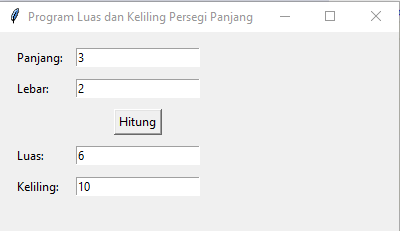 Program Luas dan Keliling Persegi Panjang
Panjang: 3
Lebar: 2
Hitung
Luas: 6
Keliling: 10